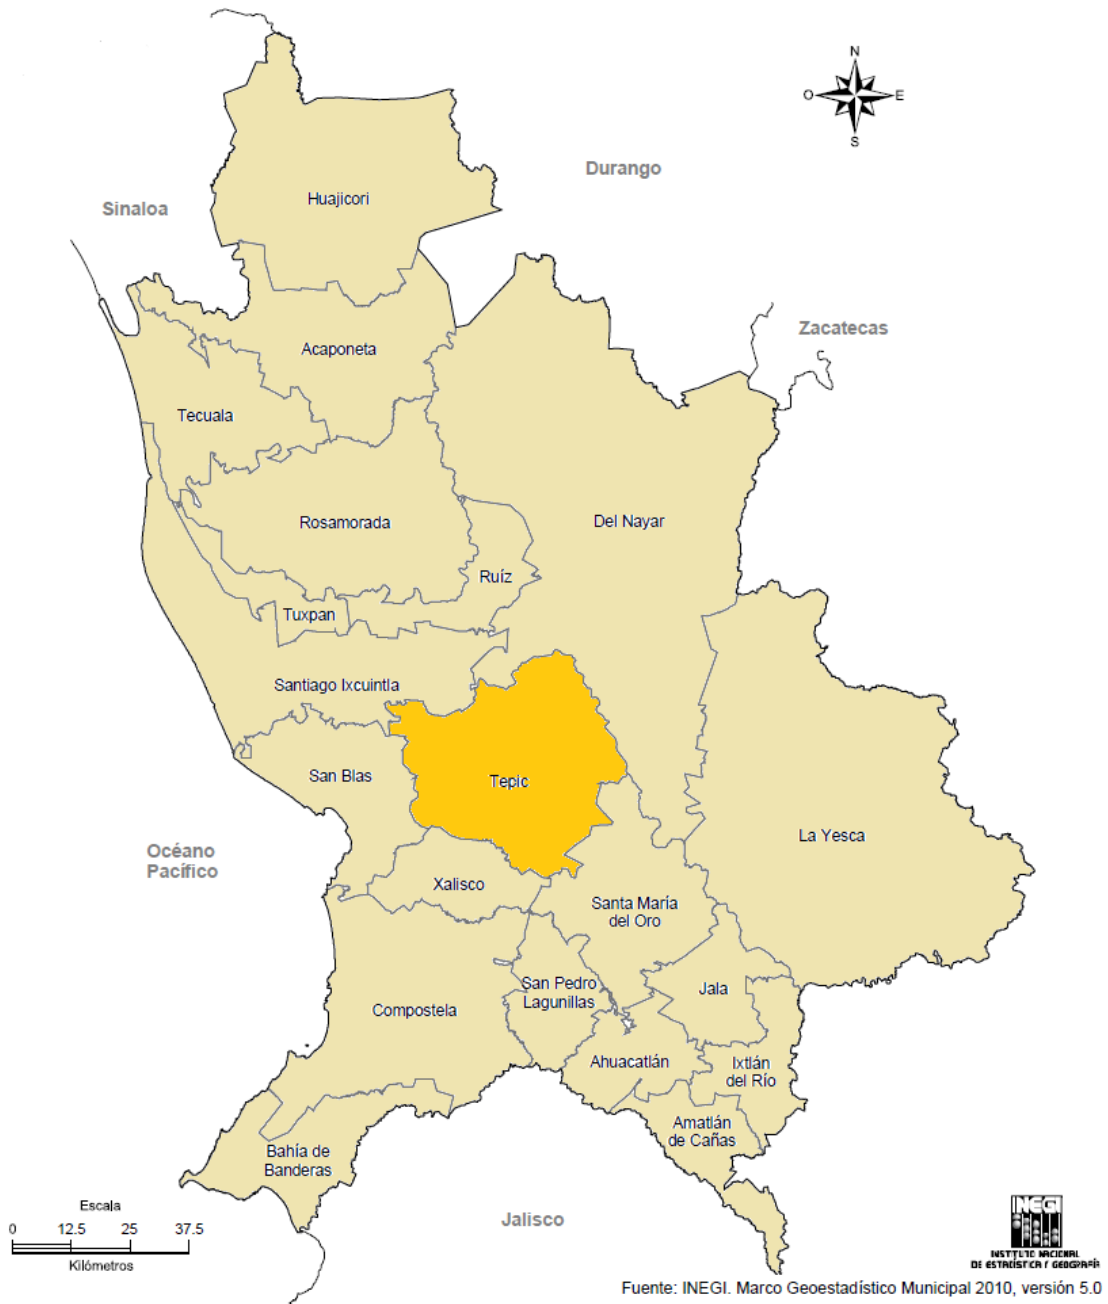 N
O
E
S
Durango
Sinaloa
Huajicori
Zacatecas
Acaponeta
Tecuala
Rosamorada
Del Nayar
Ruíz
Tuxpan
Santiago Ixcuintla
San Blas
Tepic
La Yesca
Océano
Pacífico
Xalisco
Santa María
del Oro
San Pedro
Lagunillas
Jala
Compostela
Ahuacatlán
Ixtlán
del Río
Amatlán
de Cañas
Bahía de
Banderas
Escala
0 12.5 25 37.5
Kilómetros
Jalisco
INEGI
INSTITUTO NACIONAL
DE ESTADÍSTICA Y GEOGRAFÍA
Fuente: INEGI. Marco Geoestadístico Municipal 2010, versión 5.0